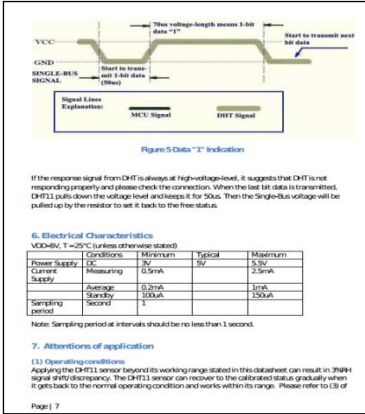 70us voltage-length means 1-bit
data "1"
Start to transmit next
bit data
VCC
GND
SINGLE-BUS
SIGNAL
Start to trans-
mit 1-bit data
(50us)
Signal Lines
Explanation:
MCU Signal
DHT Signal
Figure 5 Data "1" Indication
If the response signal from DHT is always at high-voltage-level, it suggests that DHT is not
responding properly and please check the connection. When the last bit data is transmitted,
DHT11 pulls down the voltage level and keeps it for 50us. Then the Single-Bus voltage will be
pulled up by the resistor to set it back to the free status.
6. Electrical Characteristics
VDD=5V, T = 25℃ (unless otherwise stated)
Conditions Minimum Typical Maximum
Power Supply DC 3V 5V 5.5V
Current Supply Measuring 0.5mA 2.5mA
Average 0.2mA 1mA
Standby 100uA 150uA
Sampling period Second 1
Note: Sampling period at intervals should be no less than 1 second.
7. Attentions of application
(1) Operating conditions
Applying the DHT11 sensor beyond its working range stated in this datasheet can result in 3%RH
signal shift/discrepancy. The DHT11 sensor can recover to the calibrated status gradually when
it gets back to the normal operating condition and works within its range. Please refer to (3) of
Page | 7